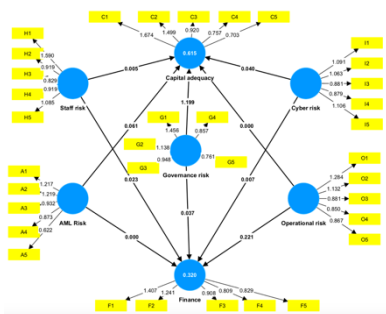 C1 C2 C3 C4 C5
1.674 1.499 0.920 0.757 0.703
0.615
Capital adequacy
H1
H2
H3
H4
H5
1.590
0.919
0.829
0.919
1.085
Staff risk
0.065
0.040
I1
I2
I3
I4
I5
1.091
1.063
0.881
0.879
1.106
Cyber risk
1.199
0.061
0.000
G1 G4
1.456 0.857
G2
1.138
G3
0.948
0.761
G5
Governance risk
0.023
0.007
A1
A2
A3
A4
A5
1.217
1.219
0.932
0.873
0.822
AML Risk
O1
O2
O3
O4
O5
1.284
1.132
0.881
0.850
0.867
Operational risk
0.037
0.009
0.221
0.325
Finance
1.407 1.241 0.908 0.809 0.829
F1 F2 F3 F4 F5